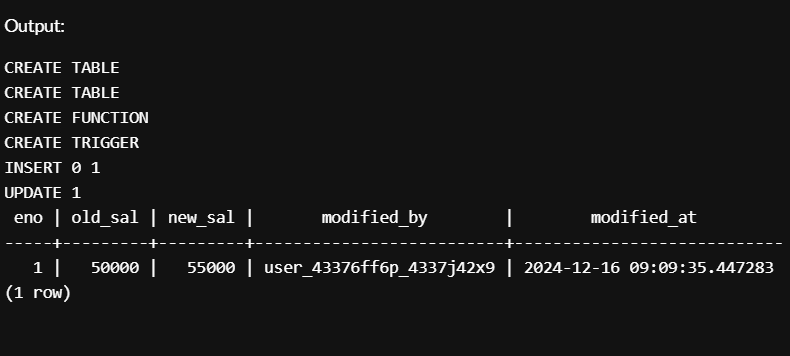 Output:
CREATE TABLE
CREATE TABLE
CREATE FUNCTION
CREATE TRIGGER
INSERT 0 1
UPDATE 1
 eno | old_sal | new_sal |       modified_by        |        modified_at
-----+---------+---------+--------------------------+----------------------------
   1 |   50000 |   55000 | user_43376ff6p_4337j42x9 | 2024-12-16 09:09:35.447283
(1 row)